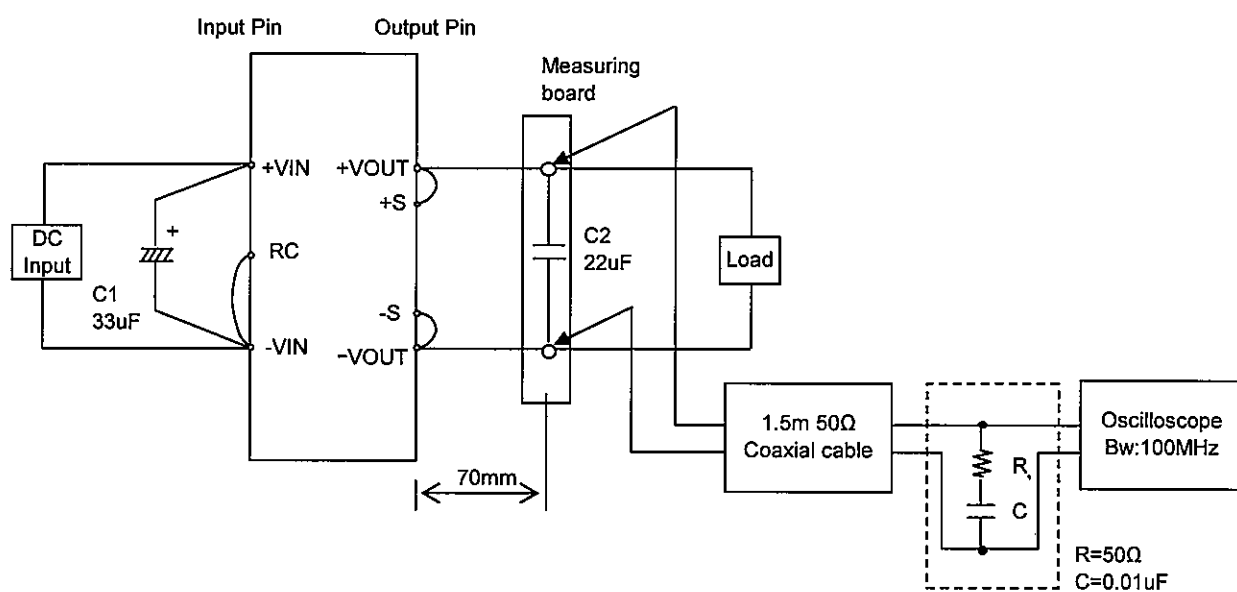 Input Pin
Output Pin
Measuring
board
+VIN
+VOUT
+S
DC
Input
+
RC
C2
22uF
Load
C1
33uF
-S
-VIN
−VOUT
1.5m 50Ω
Coaxial cable
Oscilloscope
Bw:100MHz
70mm
R
C
R=50Ω
C=0.01uF